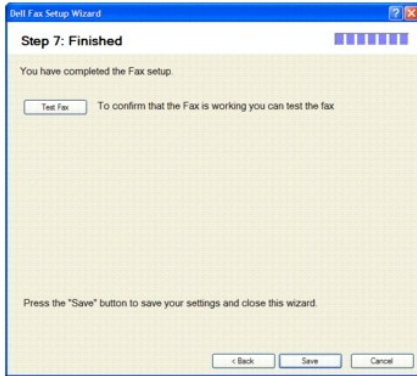 Dell Fax Setup Wizard
Step 7: Finished
You have completed the Fax setup.
Test Fax
To confirm that the Fax is working you can test the fax
Press the "Save" button to save your settings and close this wizard.
< Back
Save
Cancel